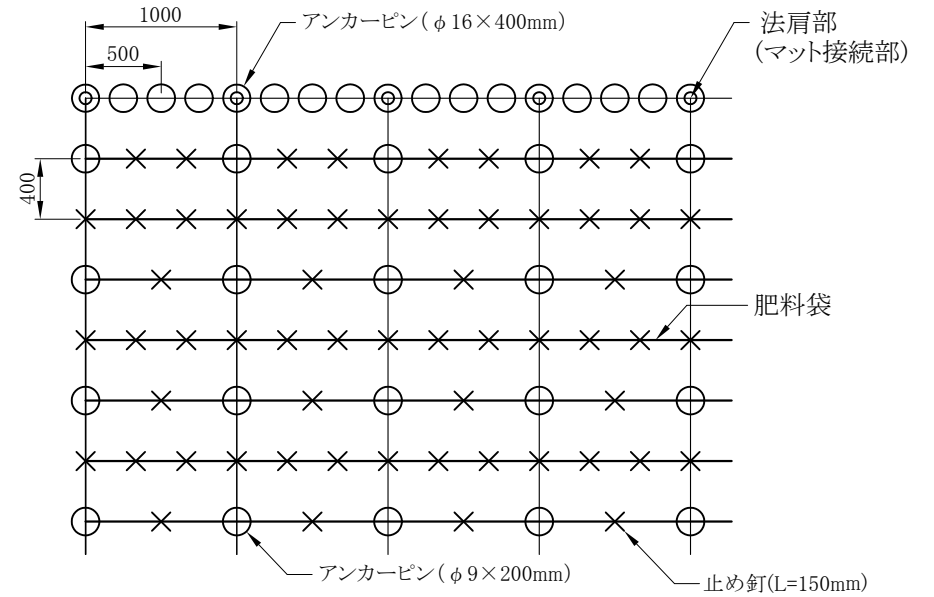 1000
アンカーピン(φ16×400mm)
法肩部
(マット接続部)
500
400
肥料袋
アンカーピン(φ9×200mm)
止め釘(L=150mm)